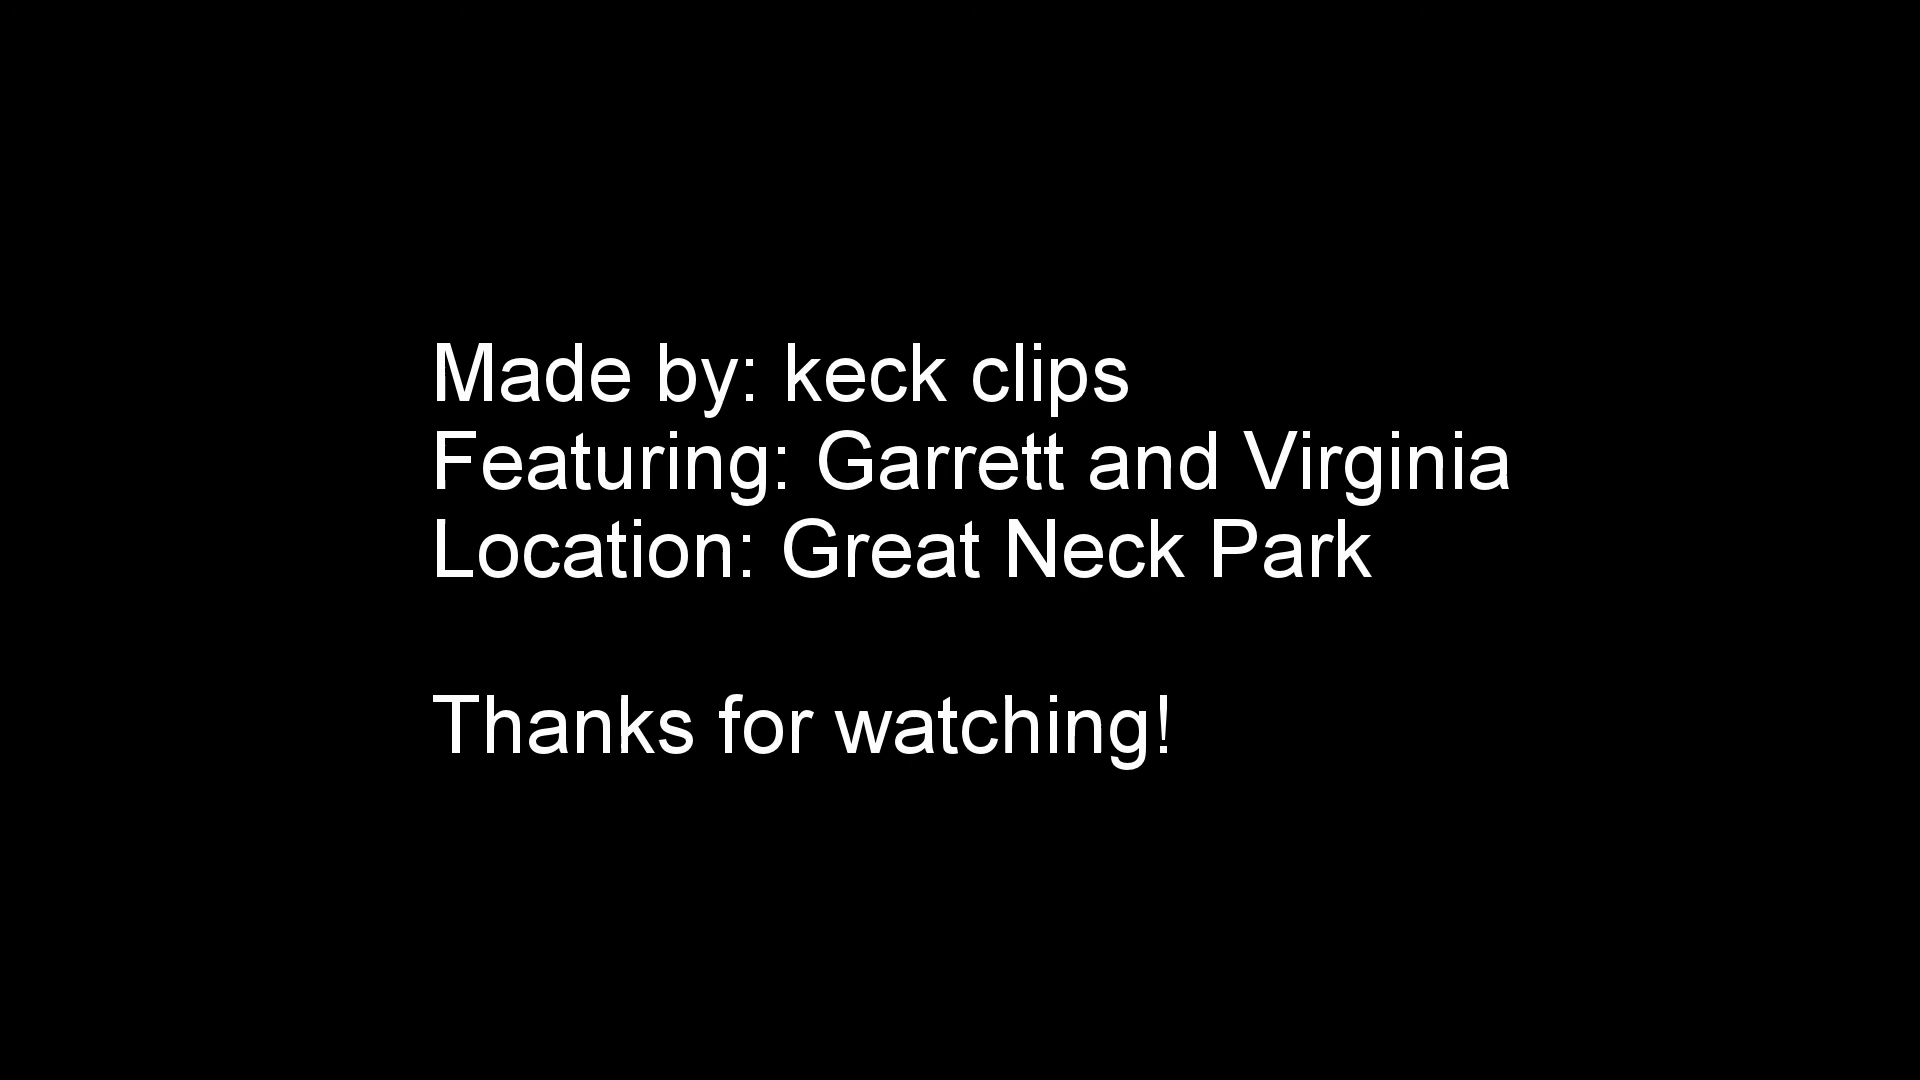 Made by: keck clips
Featuring: Garrett and Virginia
Location: Great Neck Park
Thanks for watching!